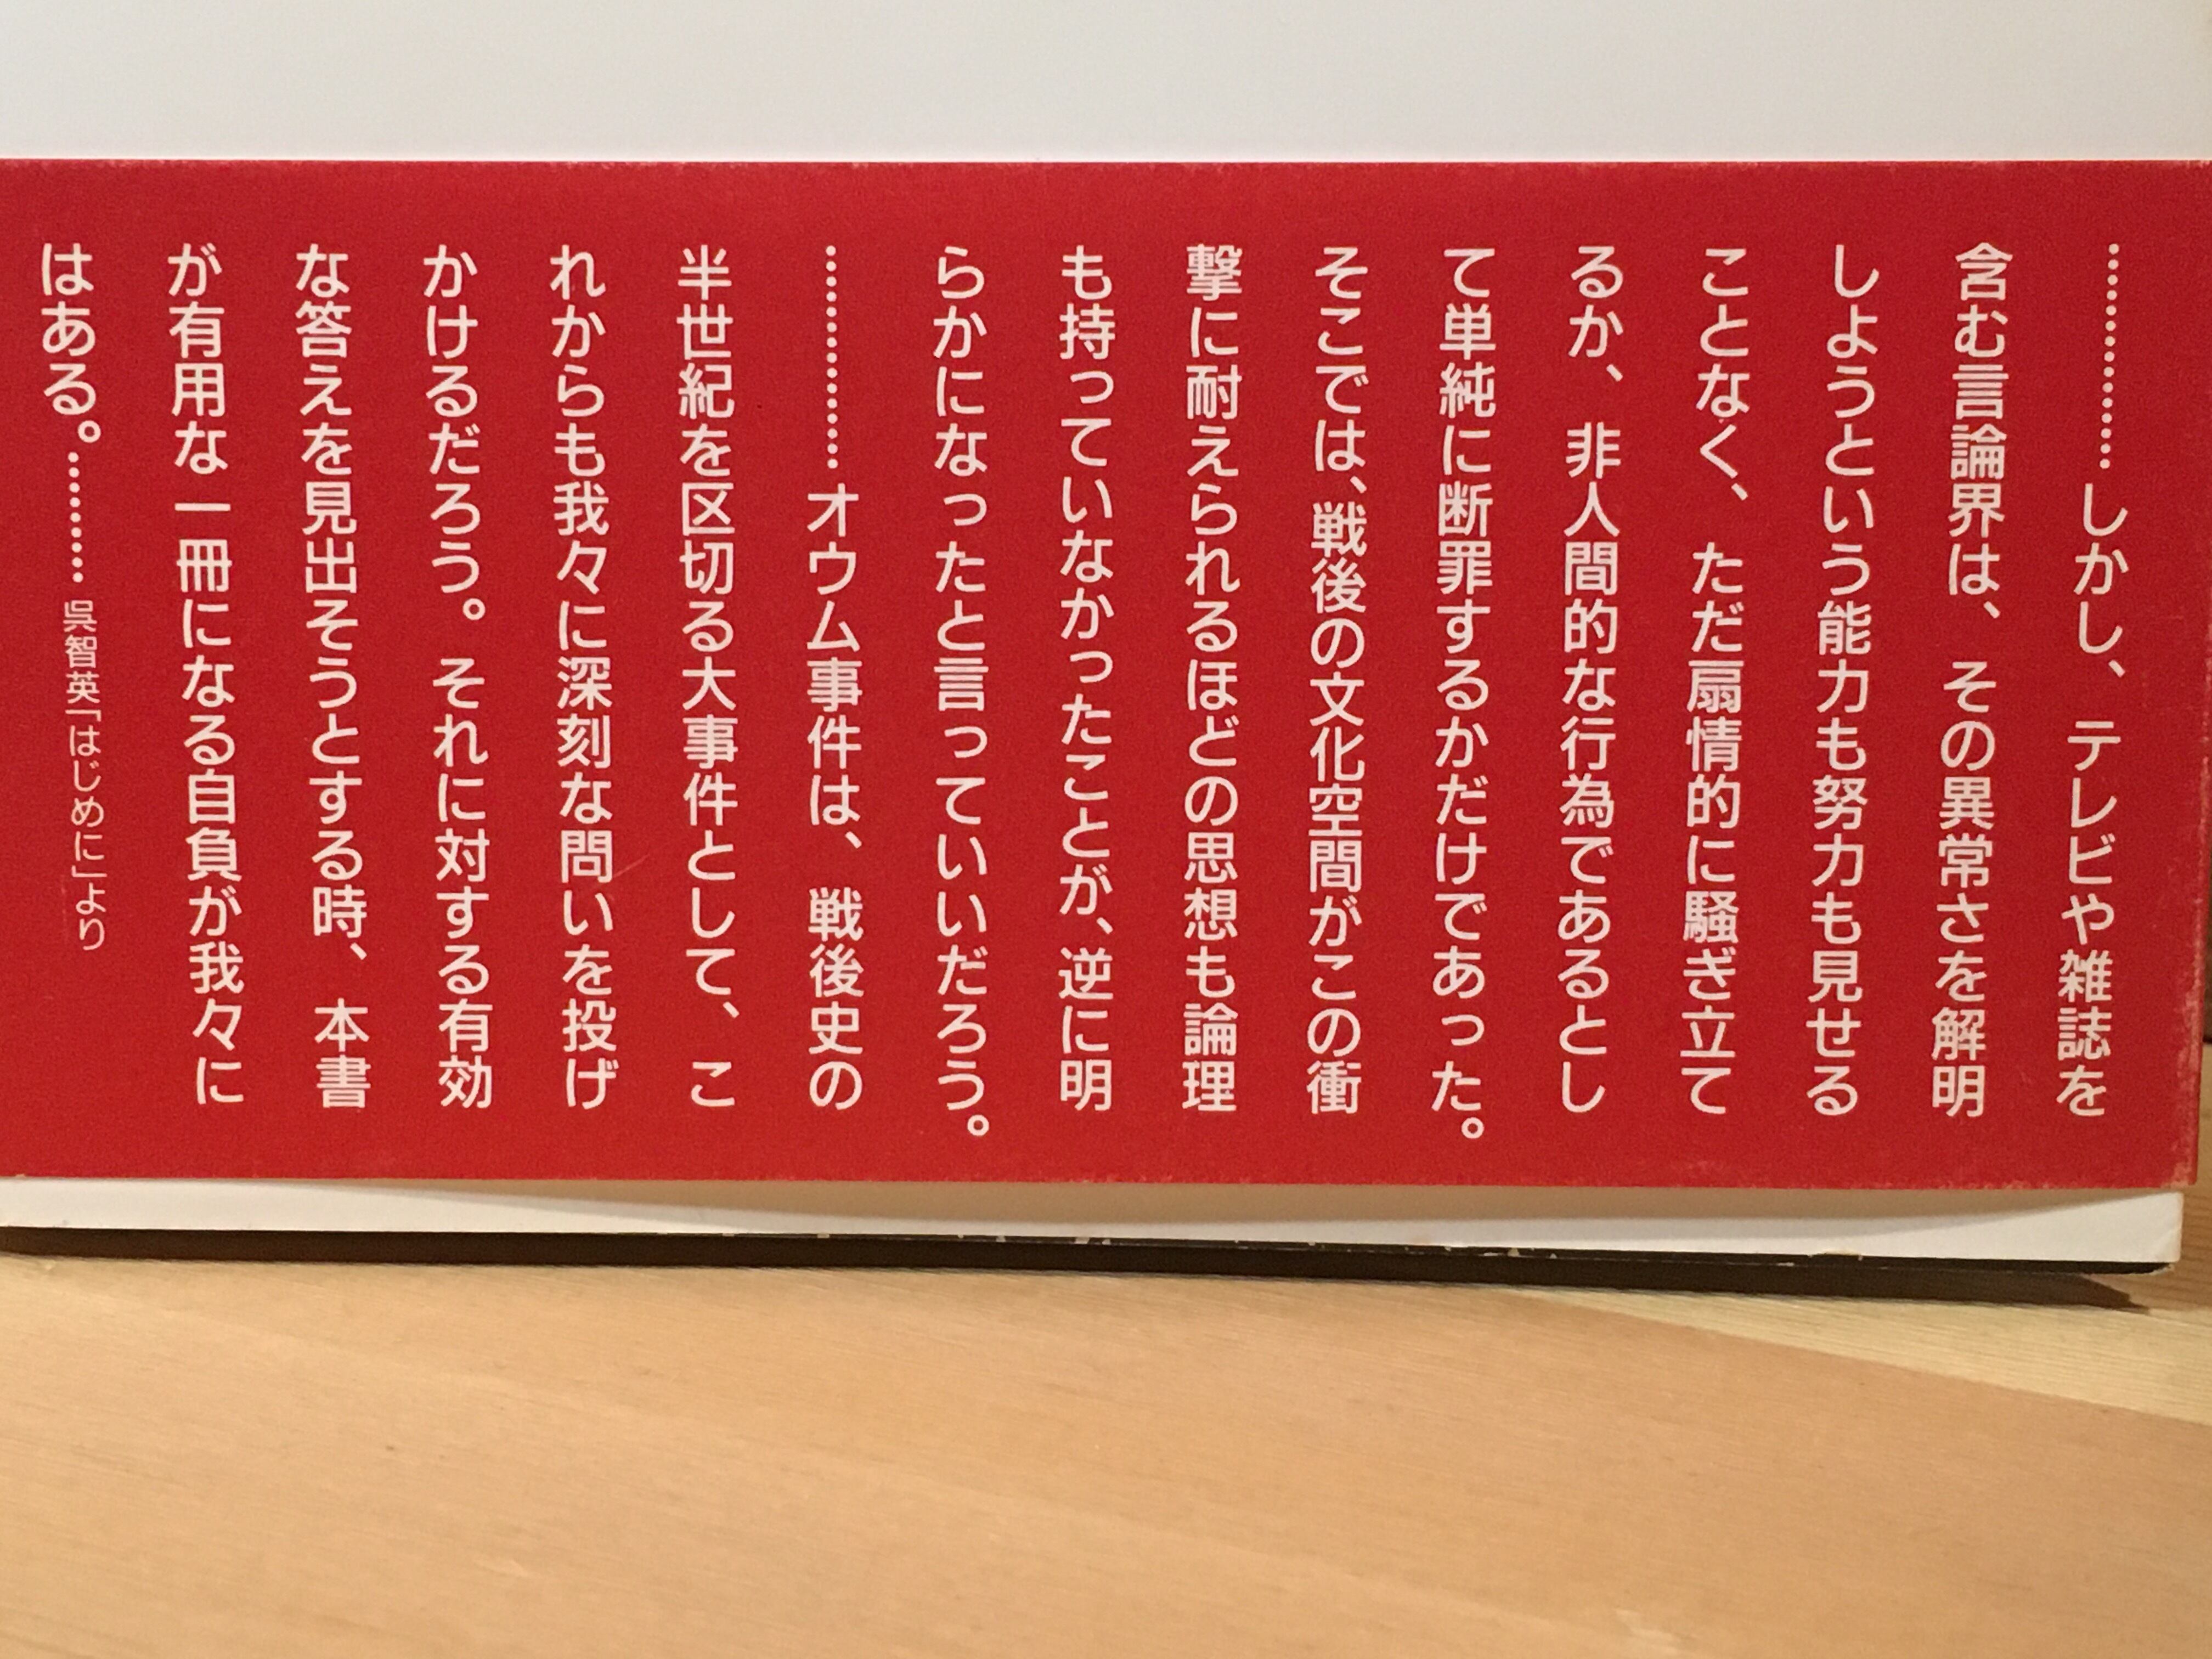 …………しかし、テレビや雑誌を
含む言論界は、その異常さを解明
しようという能力も努力も見せる
ことなく、ただ扇情的に騒ぎ立て
るか、非人間的な行為であるとし
て単純に断罪するかだけであった。
そこでは、戦後の文化空間がこの衝
撃に耐えられるほどの思想も論理
も持っていなかったことが、逆に明
らかになったと言っていいだろう。
…………オウム事件は、戦後史の
半世紀を区切る大事件として、こ
れからも我々に深刻な問いを投げ
かけるだろう。それに対する有効
な答えを見出そうとする時、本書
が有用な一冊になる自負が我々に
はある。………呉智英「はじめに」より